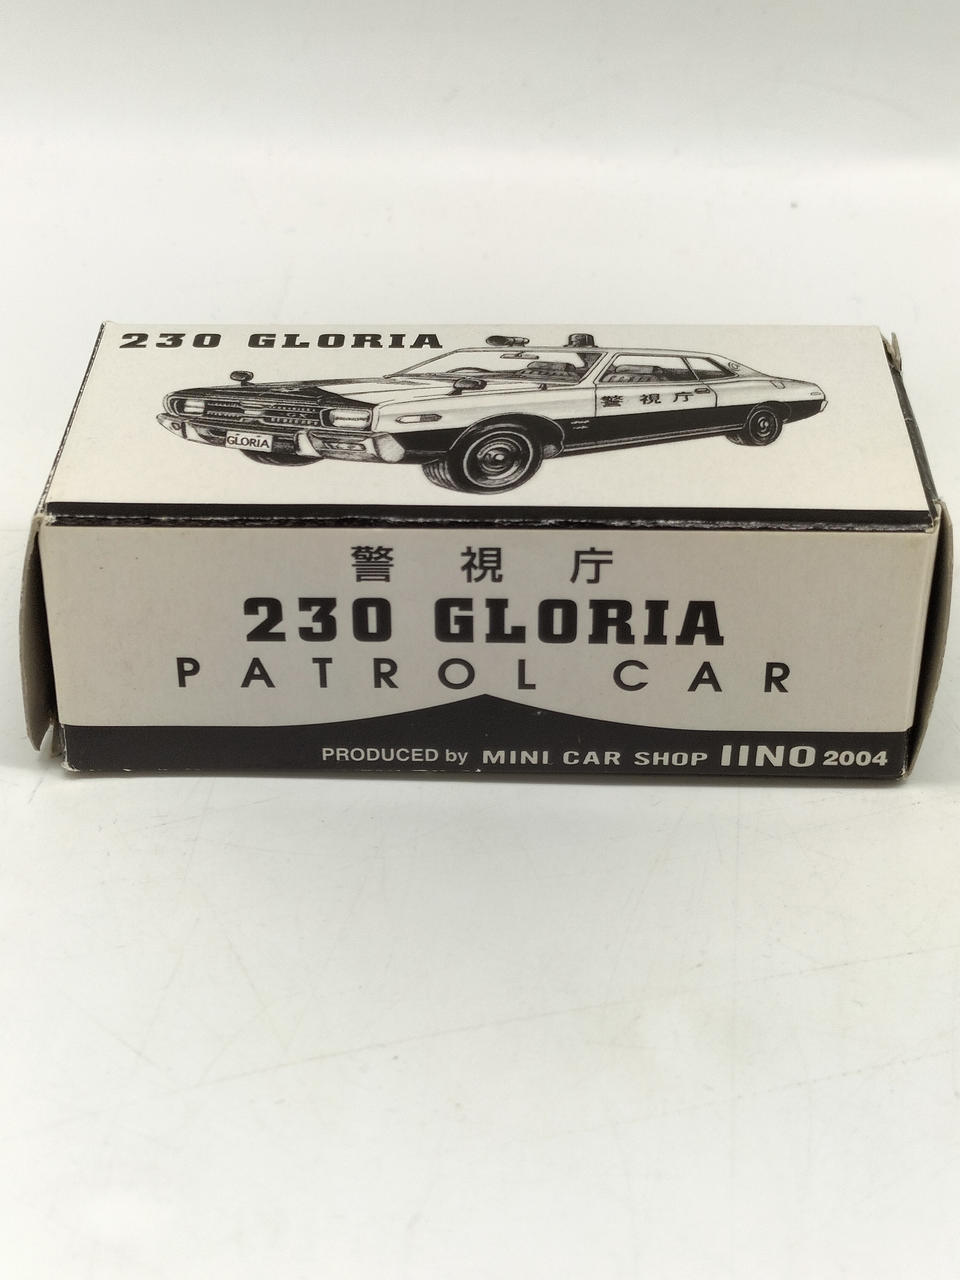 230 GLORIA
警視庁
GX
GLORIA
警視庁
230 GLORIA
PATROL CAR
PRODUCED by MINI CAR SHOP IINO 2004